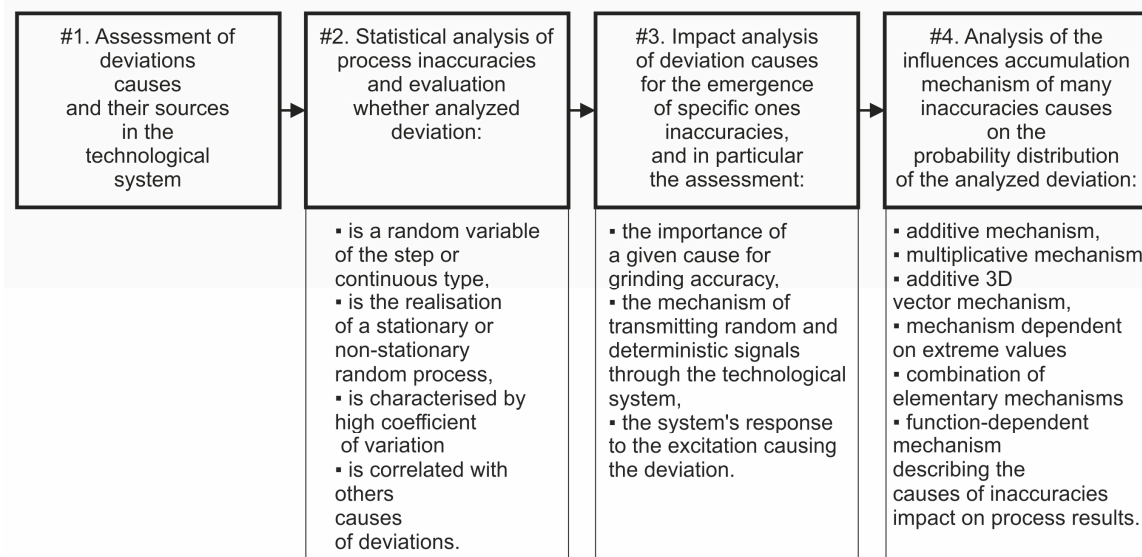 #1. Assessment of
deviations
causes
and their sources
in the
technological
system
#2. Statistical analysis of
process inaccuracies
and evaluation
whether analyzed
deviation:
▪ is a random variable
of the step or
continuous type,
▪ is the realisation
of a stationary or
non-stationary
random process,
▪ is characterised by
high coefficient
of variation
▪ is correlated with
others
causes
of deviations.
#3. Impact analysis
of deviation causes
for the emergence
of specific ones
inaccuracies,
and in particular
the assessment:
▪ the importance of
a given cause for
grinding accuracy,
▪ the mechanism of
transmitting random and
deterministic signals
through the technological
system,
▪ the system's response
to the excitation causing
the deviation.
#4. Analysis of the
influences accumulation
mechanism of many
inaccuracies causes
on the
probability distribution
of the analyzed deviation:
▪ additive mechanism,
▪ multiplicative mechanism
▪ additive 3D
vector mechanism,
▪ mechanism dependent
on extreme values
▪ combination of
elementary mechanisms
▪ function-dependent
mechanism
describing the
causes of inaccuracies
impact on process results.